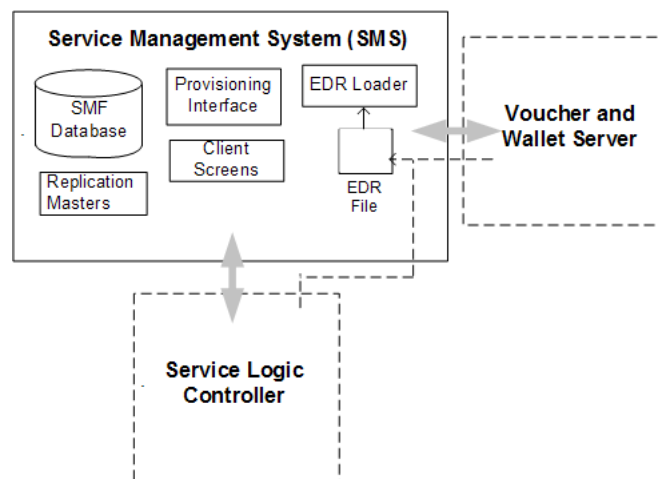 Service Management System (SMS)
SMF
Database
Provisioning
Interface
EDR Loader
Client
Screens
Replication
Masters
EDR
File
Voucher and
Wallet Server
Service Logic
Controller